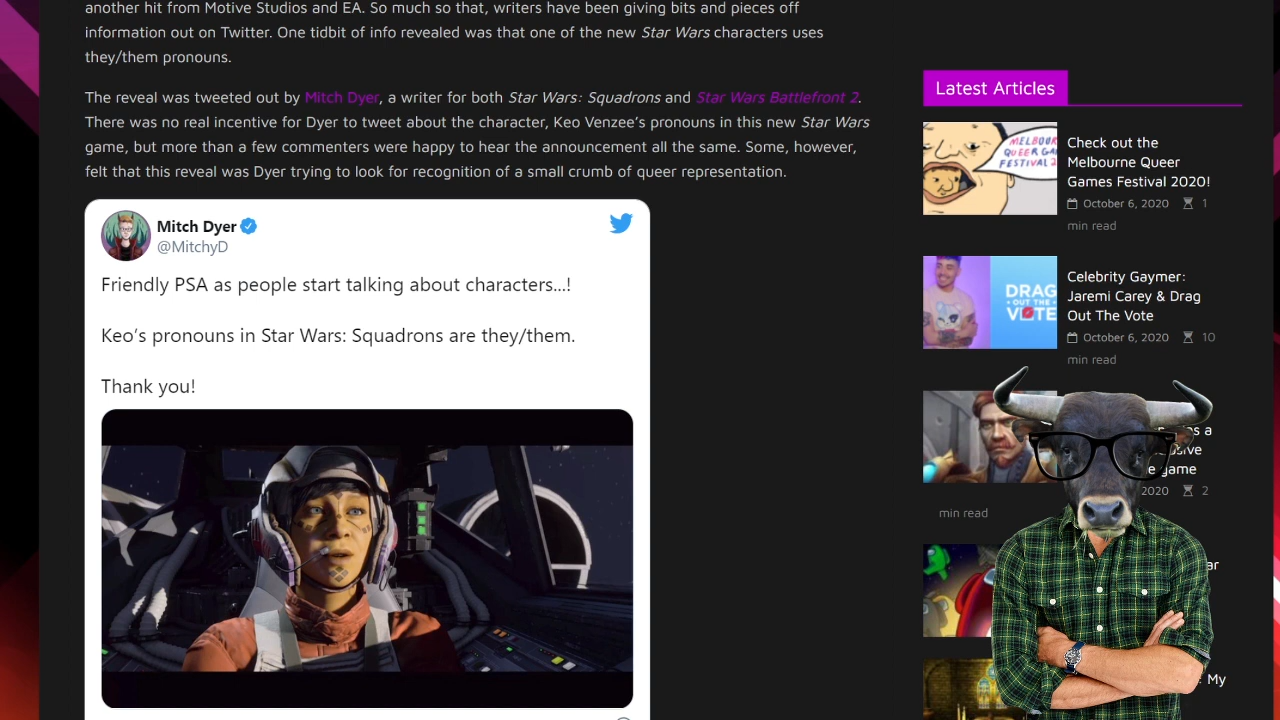 another hit from Motive Studios and EA. So much so that, writers have been giving bits and pieces off
information out on Twitter. One tidbit of info revealed was that one of the new Star Wars characters uses
they/them pronouns.
The reveal was tweeted out by Mitch Dyer, a writer for both Star Wars: Squadrons and Star Wars Battlefront 2.
There was no real incentive for Dyer to tweet about the character, Keo Venzee’s pronouns in this new Star Wars
game, but more than a few commenters were happy to hear the announcement all the same. Some, however,
felt that this reveal was Dyer trying to look for recognition of a small crumb of queer representation.
Mitch Dyer
@MitchyD
Friendly PSA as people start talking about characters...!
Keo’s pronouns in Star Wars: Squadrons are they/them.
Thank you!
Latest Articles
MELBOUR
QUEER GA
FESTIVAL 2
Check out the
Melbourne Queer
Games Festival 2020!
October 6, 2020 1
min read
DRAG
OUT THE
VOTE
Celebrity Gaymer:
Jaremi Carey & Drag
Out The Vote
October 6, 2020 10
min read
as a
game
2020 2
min read
My